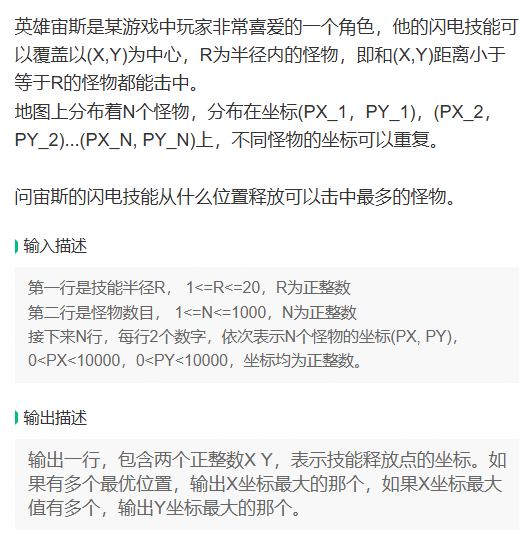 英雄宙斯是某游戏中玩家非常喜爱的一个角色，他的闪电技能可
以覆盖以(X,Y)为中心，R为半径内的怪物，即和(X,Y)距离小于
等于R的怪物都能击中。
地图上分布着N个怪物，分布在坐标(PX_1，PY_1)，(PX_2，
PY_2)...(PX_N, PY_N)上，不同怪物的坐标可以重复。
问宙斯的闪电技能从什么位置释放可以击中最多的怪物。
输入描述
第一行是技能半径R， 1<=R<=20，R为正整数
第二行是怪物数目， 1<=N<=1000，N为正整数
接下来N行，每行2个数字，依次表示N个怪物的坐标(PX, PY)，
0<PX<10000，0<PY<10000，坐标均为正整数。
输出描述
输出一行，包含两个正整数X Y，表示技能释放点的坐标。如
果有多个最优位置，输出X坐标最大的那个，如果X坐标最大
值有多个，输出Y坐标最大的那个。